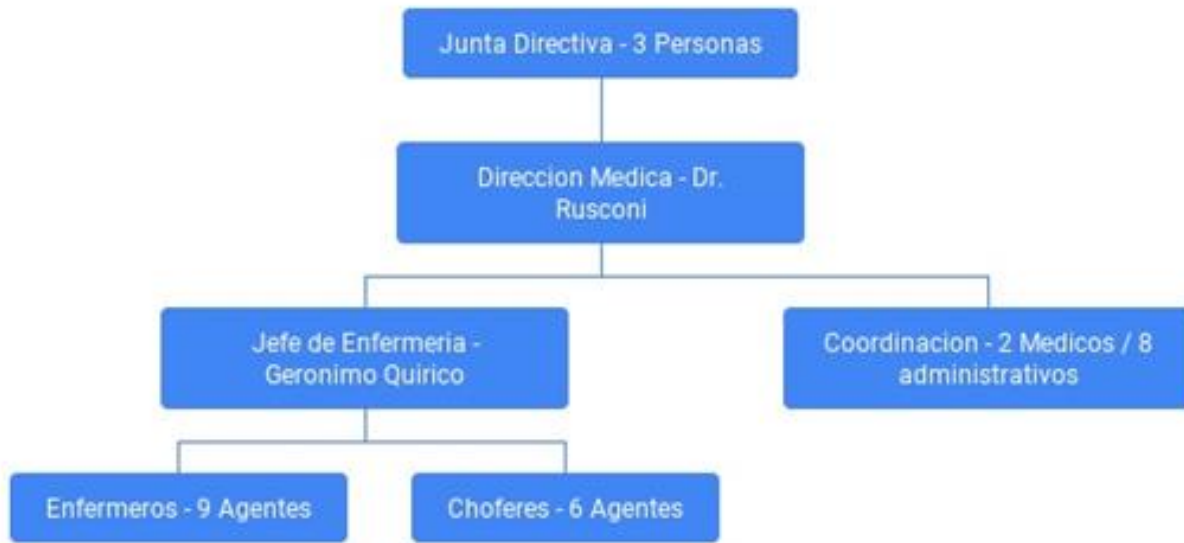 Junta Directiva - 3 Personas
Direccion Medica - Dr.
Rusconi
Jefe de Enfermeria -
Geronimo Quirico
Coordinacion - 2 Medicos / 8
administrativos
Enfermeros - 9 Agentes
Choferes - 6 Agentes